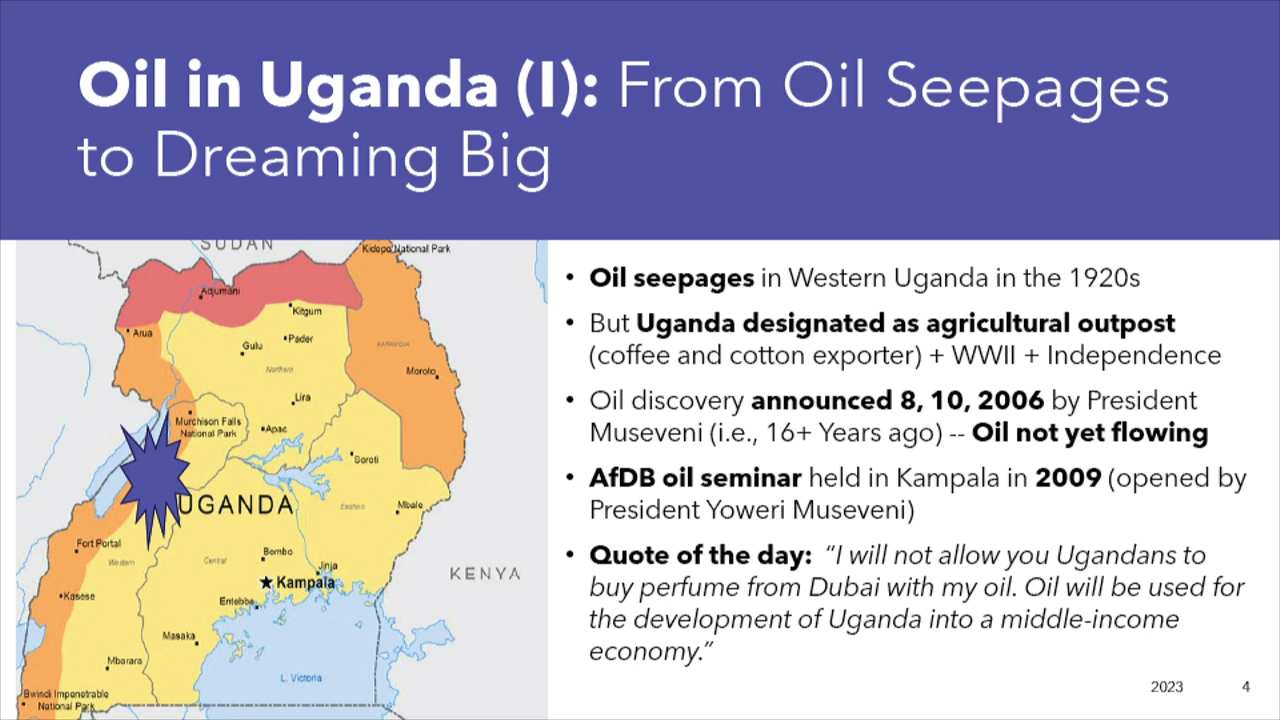 Oil in Uganda (I): From Oil Seepages
to Dreaming Big
SUDAN
Kidepo National Park
Adjumani
Kitgum
Arua
Gulu
Pader
KARAMOJA
Northern
Moroto
Lira
Murchison Falls
National Park
Apac
Soroti
UGANDA
Eastern
Mbale
Fort Portal
Western
Central
Bombo
Jinja
KENYA
Kampala
Kasese
Entebbe
Masaka
Mbarara
L. Victoria
Bwindi Impenetrable
National Park
• Oil seepages in Western Uganda in the 1920s
• But Uganda designated as agricultural outpost
(coffee and cotton exporter) + WWII + Independence
• Oil discovery announced 8, 10, 2006 by President
Museveni (i.e., 16+ Years ago) -- Oil not yet flowing
• AfDB oil seminar held in Kampala in 2009 (opened by
President Yoweri Museveni)
• Quote of the day: “I will not allow you Ugandans to
buy perfume from Dubai with my oil. Oil will be used for
the development of Uganda into a middle-income
economy.”
2023 4